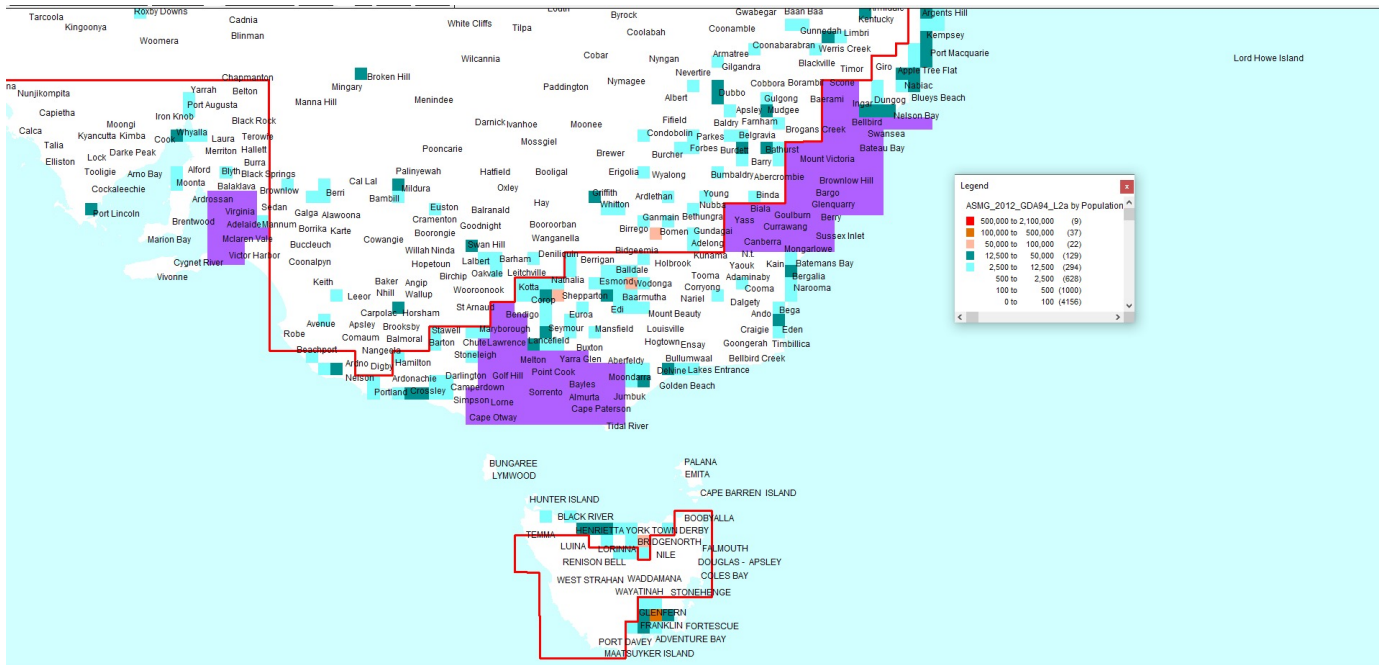 Roxby Downs
Tarcoola
Kingoonya
Woomera
Cadnia
Blinman
White Cliffs
Tilpa
Byrock
Coolabah
Gwabegar
Baan Baa
Coonamble
Coonabarabran
Gunnedah
Limbri
Kentucky
Argents Hill
Kempsey
Port Macquarie
Lord Howe Island
Wilcannia
Cobar
Nyngan
Armatree
Gilgandra
Werris Creek
Blackville
Timor
Giro
Apple Tree Flat
Nabiac
Blueys Beach
Chapmanton
Belton
Mingary
Broken Hill
Nymagee
Nevertire
Cobbora
Scone
Nunjikompita
Yarrah
Port Augusta
Manna Hill
Menindee
Paddington
Albert
Dubbo
Gulgong
Baerami
Ingar
Dungog
Nelson Bay
Capietha
Iron Knob
Black Rock
Darnick
Ivanhoe
Moonee
Fifield
Baldry
Apsley
Mudgee
Farnham
Bellbird
Swansea
Calca
Moongi
Kyancutta
Kimba
Cook
Whyalla
Laura
Terowie
Mossgiel
Condobolin
Parkes
Belgravia
Brogans Creek
Bateau Bay
Talia
Darke Peak
Merriton
Hallett
Pooncarie
Brewer
Burcher
Forbes
Burdett
Bathurst
Mount Victoria
Elliston
Lock
Tooligie
Arno Bay
Alford
Blyth
Burra
Black Springs
Palinyewah
Hatfield
Booligal
Erigolia
Wyalong
Bumbaldry
Barry
Abercrombie
Brownlow Hill
Cockaleechie
Moonta
Balaklava
Brownlow
Berri
Cal Lal
Mildura
Bambill
Oxley
Hay
Griffith
Whitton
Ardlethan
Young
Nubba
Binda
Bargo
Glenquarry
Port Lincoln
Ardrossan
Virginia
Sedan
Galga
Alawoona
Euston
Balranald
Booroorban
Ganmain
Bethungra
Biala
Goulburn
Berry
Brentwood
Adelaide
Mannum
Borrika
Karte
Cramenton
Boorongie
Goodnight
Wanganella
Birrego
Bomen
Gundagai
Yass
Currawang
Sussex Inlet
Marion Bay
Mclaren Vale
Buccleuch
Cowangie
Willah Ninda
Swan Hill
Deniliquin
Bidgeemia
Adelong
Canberra
Mongarlowe
Cygnet River
Victor Harbor
Coonalpyn
Hopetoun
Lalbert
Barham
Berrigan
Kunama
N.t.
Batemans Bay
Vivonne
Keith
Baker
Angip
Birchip
Oakvale
Leitchville
Nathalia
Balldale
Holbrook
Tooma
Yaouk
Kain
Bergalia
Leeor
Nhill
Wallup
Wooroonook
Kotta
Esmond
Wodonga
Corryong
Adaminaby
Cooma
Narooma
Carpolac
Horsham
St Arnaud
Corop
Shepparton
Baarmutha
Nariel
Dalgety
Bega
Avenue
Apsley
Brooksby
Bendigo
Euroa
Edi
Mount Beauty
Ando
Robe
Comaum
Balmoral
Stawell
Maryborough
Seymour
Mansfield
Louisville
Craigie
Eden
Beachport
Nangeela
Barton
Chute
Lawrence
Lancefield
Buxton
Hogtown
Ensay
Goongerah
Timbillica
Ardno
Digby
Hamilton
Stoneleigh
Melton
Yarra Glen
Aberfeldy
Bullumwaal
Bellbird Creek
Nelson
Ardonachie
Darlington
Golf Hill
Point Cook
Moondarra
Delvine
Lakes Entrance
Portland
Crossley
Camperdown
Bayles
Golden Beach
Simpson
Lorne
Sorrento
Almurta
Jumbuk
Cape Otway
Cape Paterson
Tidal River
BUNGAREE
LYMWOOD
PALANA
EMITA
HUNTER ISLAND
CAPE BARREN ISLAND
BLACK RIVER
BOOBYALLA
TEMMA
HENRIETTA
YORK TOWN
DERBY
LUINA
LORINNA
BRIDGENORTH
FALMOUTH
RENISON BELL
NILE
DOUGLAS - APSLEY
WEST STRAHAN
WADDAMANA
COLES BAY
WAYATINAH
STONEHENGE
GLENFERN
FRANKLIN
FORTESCUE
PORT DAVEY
ADVENTURE BAY
MAATSUYKER ISLAND
Legend
x
ASMG_2012_GDA94_L2a by Population
500,000 to 2,100,000 (9)
100,000 to 500,000 (37)
50,000 to 100,000 (22)
12,500 to 50,000 (129)
2,500 to 12,500 (294)
500 to 2,500 (628)
100 to 500 (1000)
0 to 100 (4156)